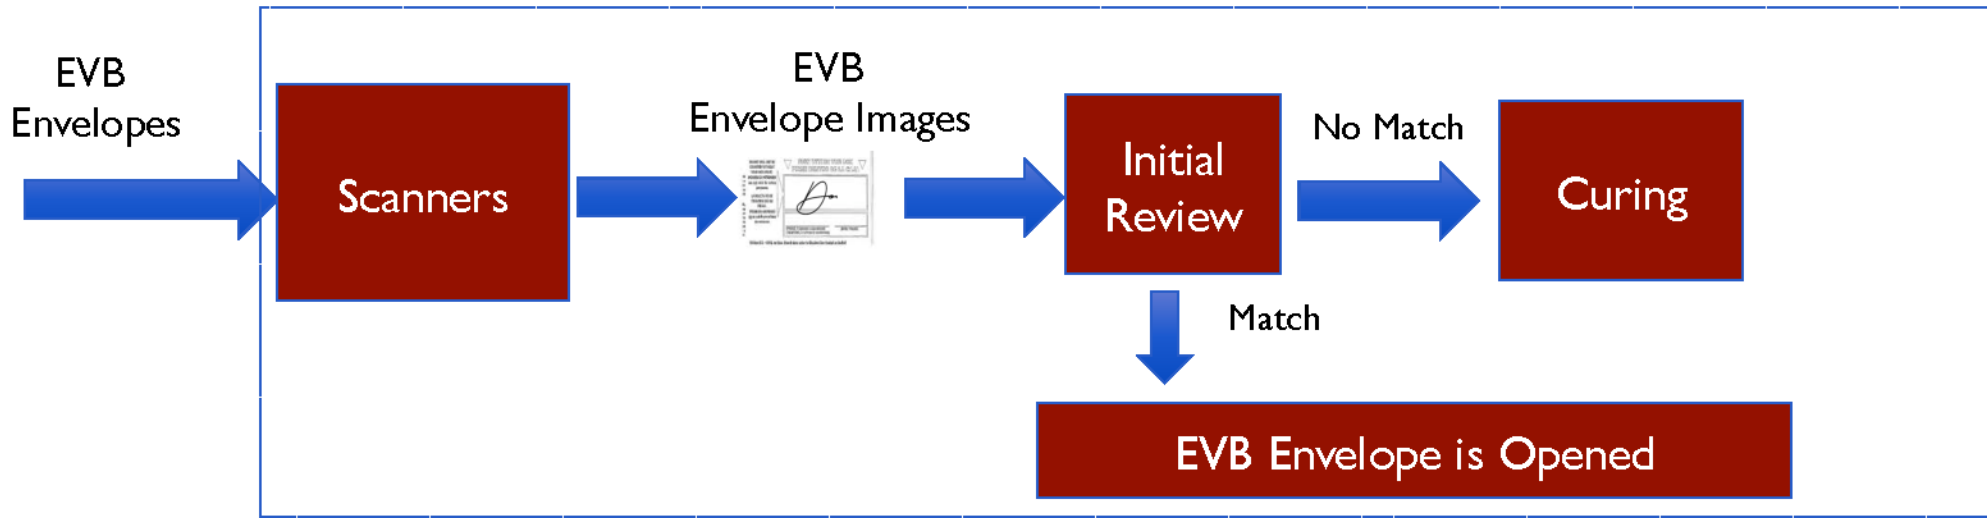 EVB
Envelopes
Scanners
EVB
Envelope Images
Initial
Review
No Match
Curing
Match
EVB Envelope is Opened